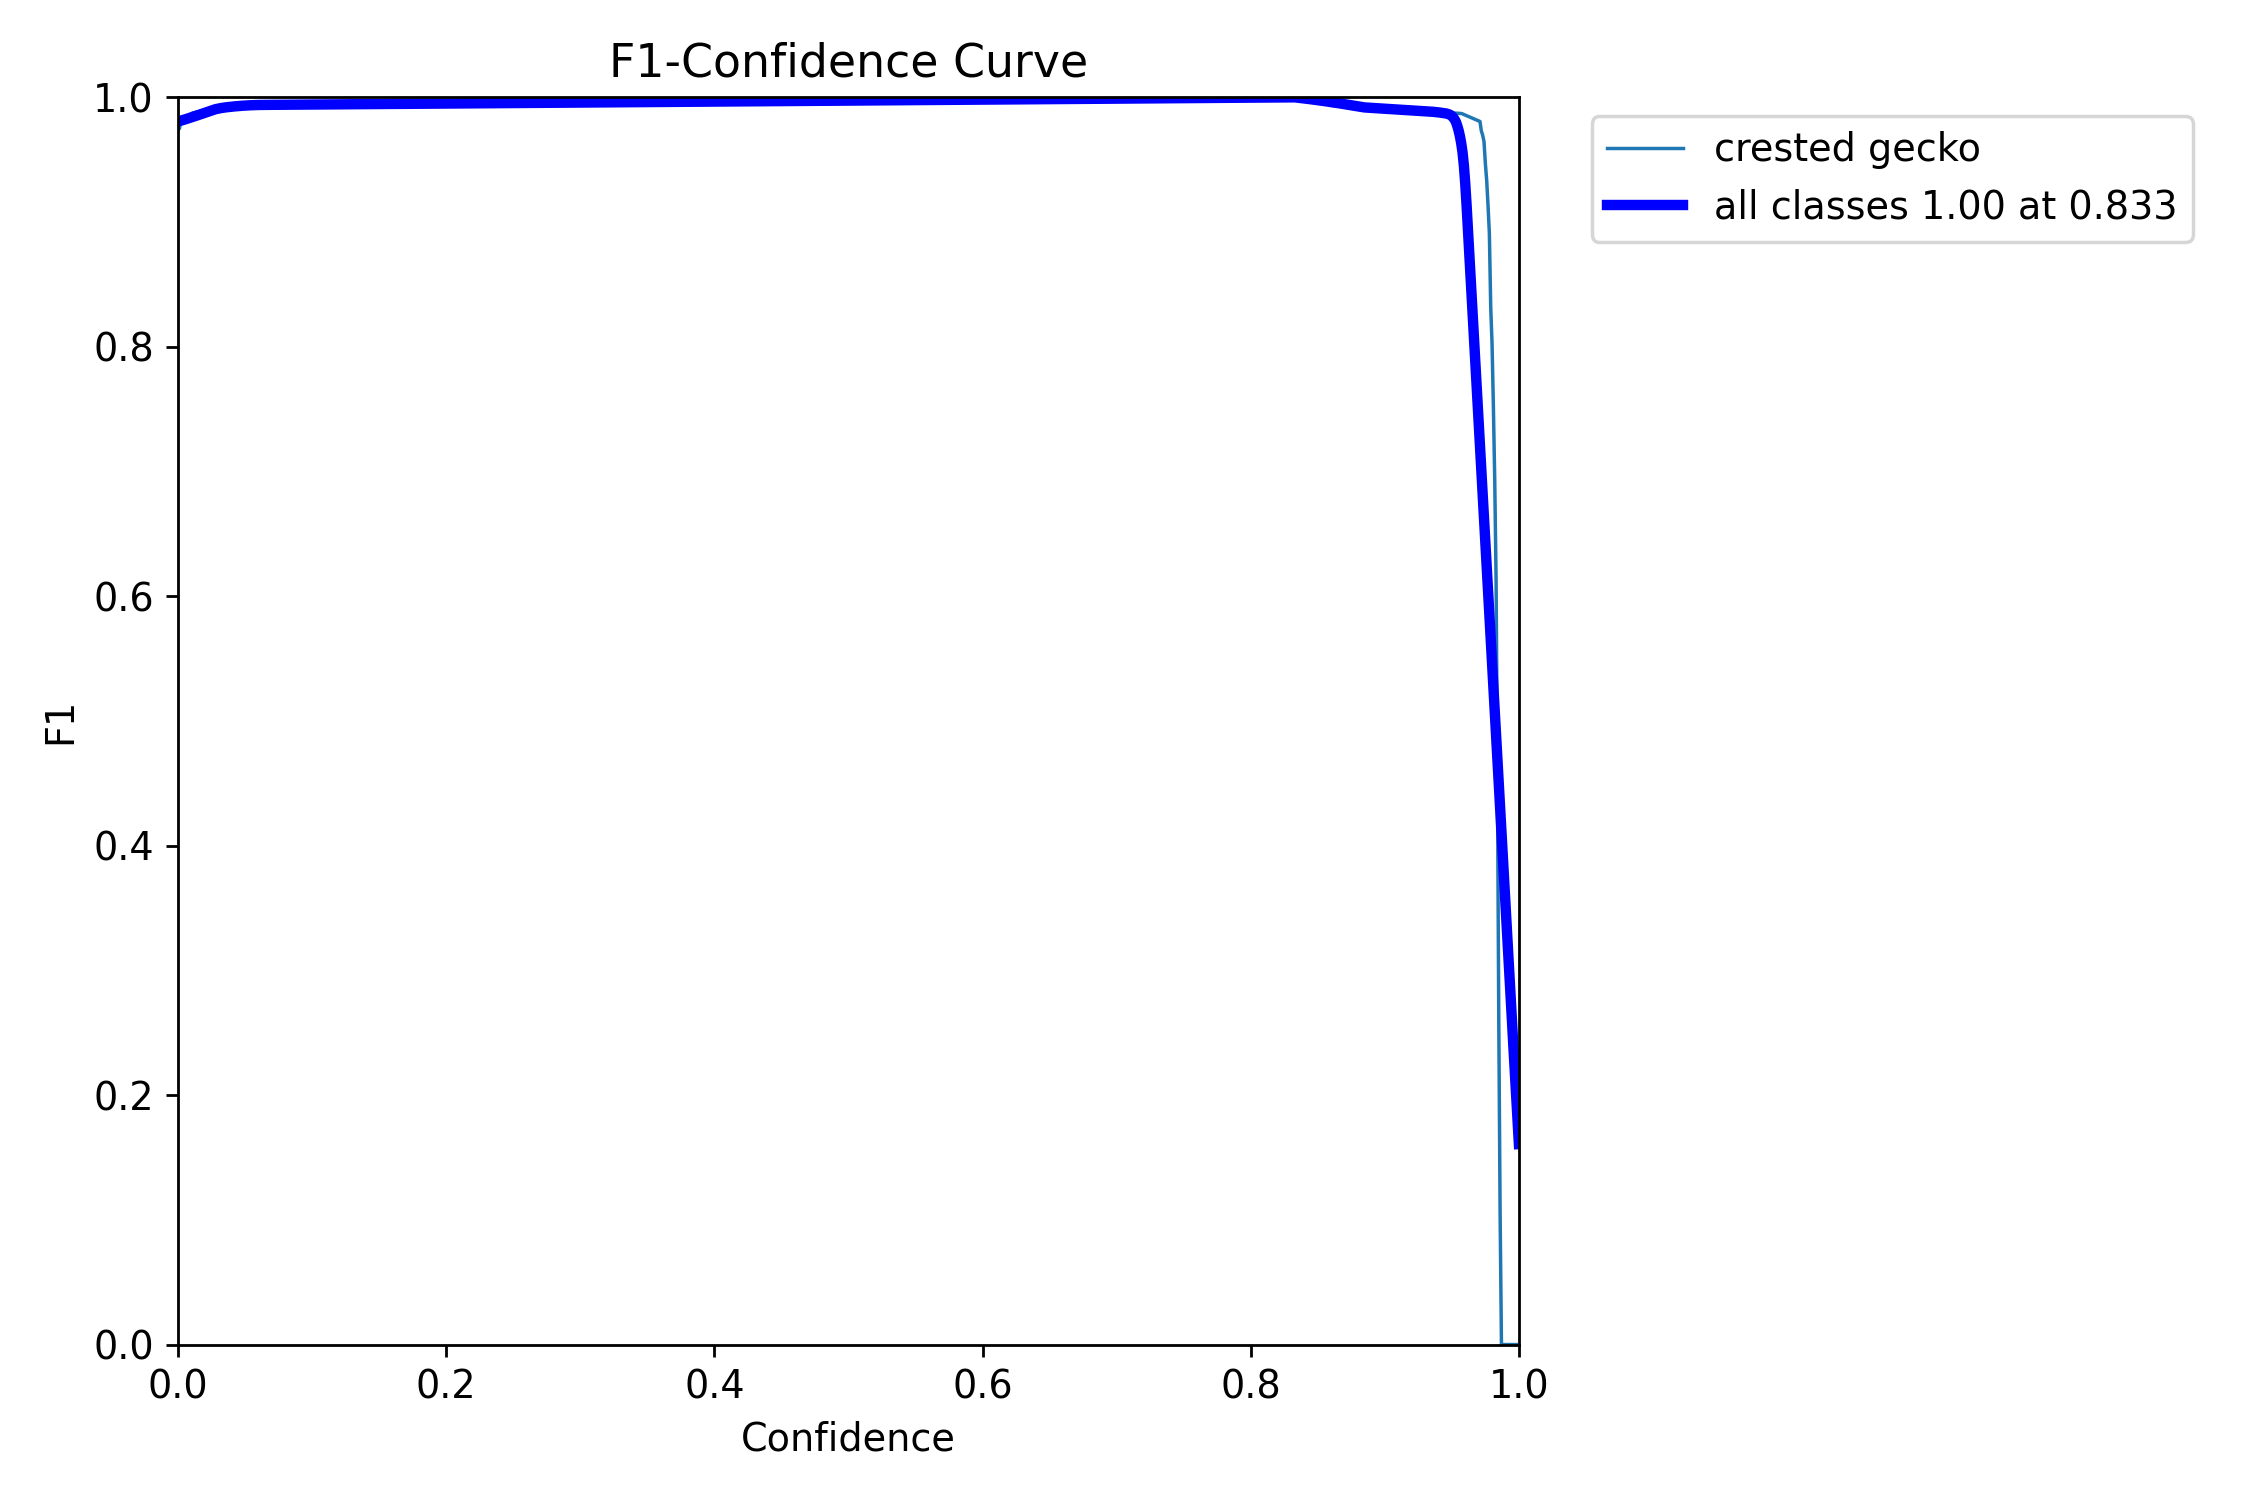 F1-Confidence Curve
crested gecko
all classes 1.00 at 0.833
1.0
0.8
0.6
0.4
0.2
0.0
F1
0.0 0.2 0.4 0.6 0.8 1.0
Confidence